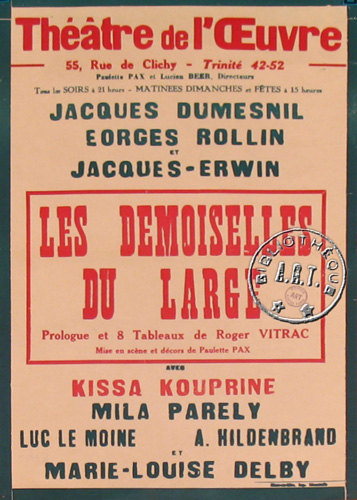 Théâtre de l'Œuvre
55, Rue de Clichy - Trinité 42-52
Paulette PAX et Lucien BEER, Directeurs
Tous les SOIRS à 21 heures - MATINEES DIMANCHES et FÊTES à 15 heures
JACQUES DUMESNIL
EORGES ROLLIN
ET
JACQUES-ERWIN
LES DEMOISELLES
DU LARGE
BIBLIOTHÈQUE
A.R.T.
ART
Prologue et 8 Tableaux de Roger VITRAC
Mise en scène et décors de Paulette PAX
AVEC
KISSA KOUPRINE
MILA PARELY
LUC LE MOINE A. HILDENBRAND
ET
MARIE-LOUISE DELBY